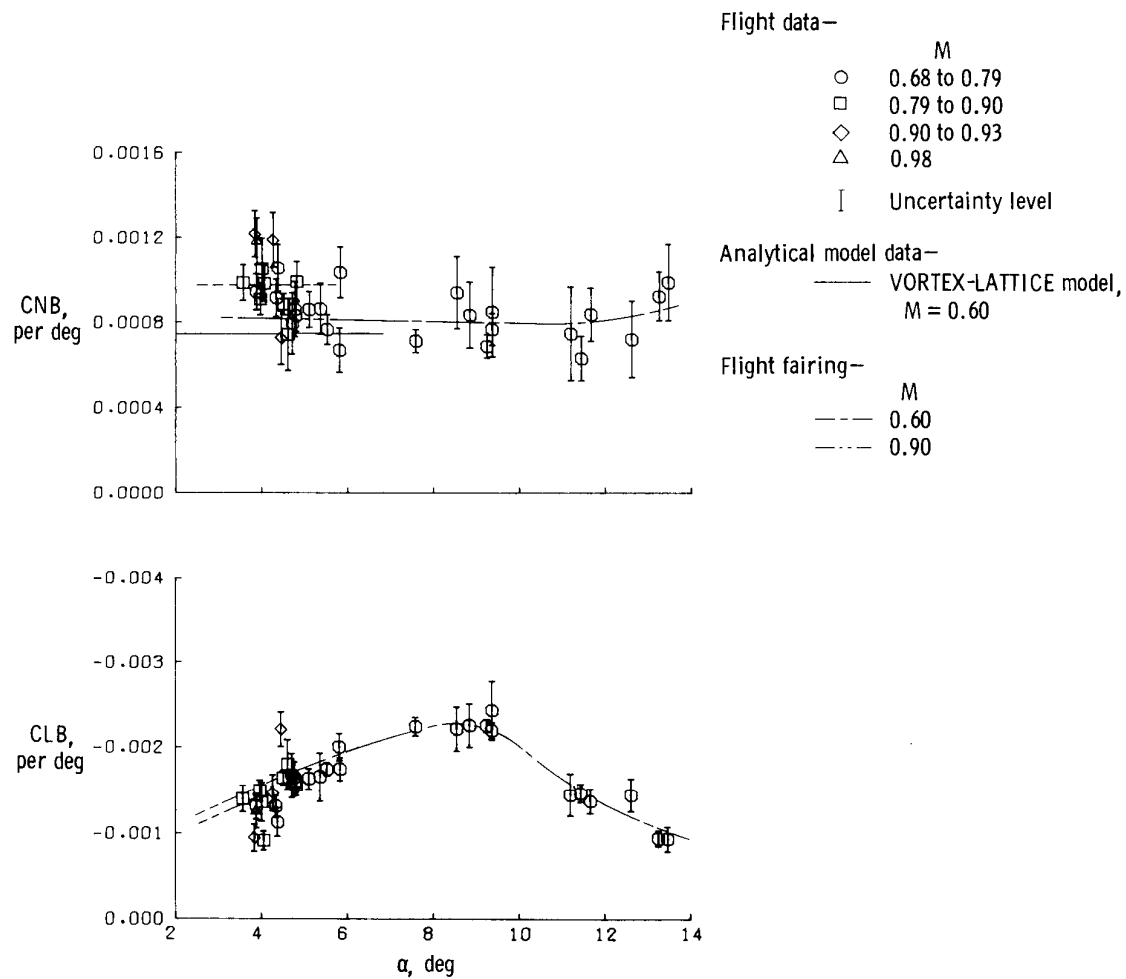 Flight data—
M
0.68 to 0.79
0.79 to 0.90
0.90 to 0.93
0.98
Uncertainty level
Analytical model data—
VORTEX-LATTICE model,
M = 0.60
Flight fairing—
M
0.60
0.90
0.0016
0.0012
CNB,
per deg
0.0008
0.0004
0.0000
-0.004
-0.003
CLB,
per deg
-0.002
-0.001
0.000
2 4 6 8 10 12 14
α, deg